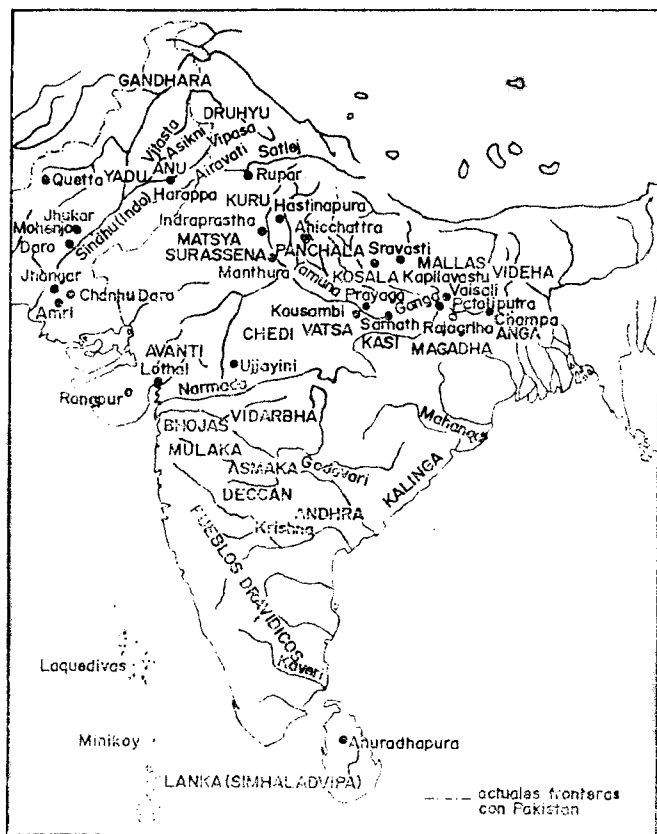 GANDHARA
DRUHYU
Vitasta
Asikni
Vipasa
Airavati
Satlej
Quetta
YADU
ANU
Rupar
Harappa
KURU
Hastinapura
Jhukar
Mohenjo
Daro
Sindhu(Indo)
Indraprastha
Ahicchattra
MATSYA
PANCHALA
Sravasti
SURASSENA
MALLAS
VIDEHA
Manthura
Yamuna
KOSALA
Kapilavastu
Jhangar
Chanhu Daro
Amri
Prayaga
Ganga
Vaisali
Kousambi
Pataliputra
VATSA
Sarnath
Rajagriha
Champa
CHEDI
KASI
ANGA
MAGADHA
AVANTI
Lothal
Ujjayini
Rangpur
Narmada
BHOJAS
VIDARBHA
Mahanadi
MULAKA
ASMAKA
Godavari
KALINGA
DECCAN
ANDHRA
Krishna
PUEBLOS DRAVIDICOS
Laquedivas
Kaveri
Minikoy
Anuradhapura
LANKA(SIMHALADVIPA)
actuales fronteras
con Pakistan